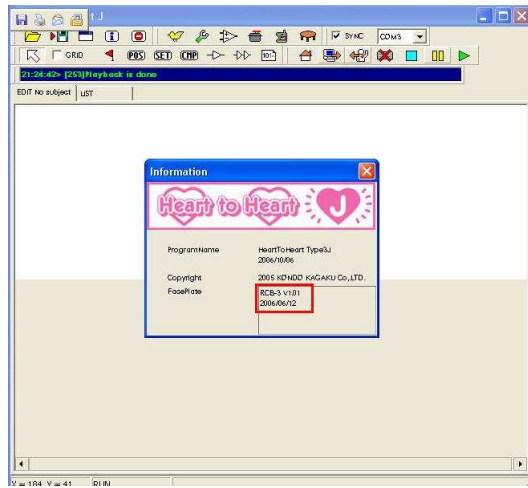 t J
SYNC COM3
GRID POS SET CMP
21:24:42> [253]Playback is done
EDIT No subject LIST
Information
Heart to Heart J
ProgramName HeartToHeart Type3J
2006/10/06
Copyright 2005 KONDO KAGAKU Co.,LTD.
FacePlate RCB-3 V1.01
2006/06/12
X = 184 Y = 41 RUN